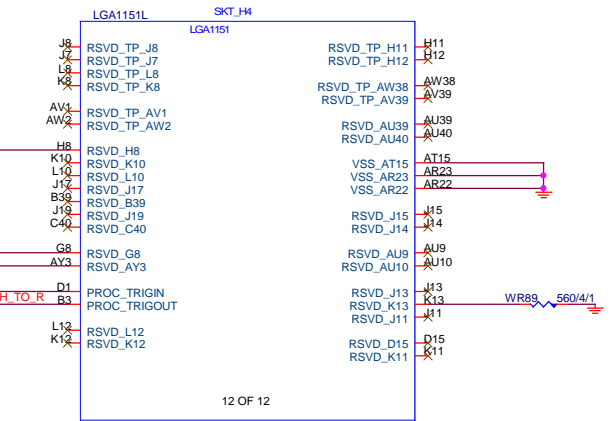 LGA1151L SKT_H4
LGA1151
J8 RSVD_TP_J8 RSVD_TP_H11 H11
J7 RSVD_TP_J7 RSVD_TP_H12 H12
L8 RSVD_TP_L8
K8 RSVD_TP_K8 RSVD_TP_AW38 AW38
RSVD_TP_AV39 AV39
AV1 RSVD_TP_AV1
AW2 RSVD_TP_AW2 RSVD_AU39 AU39
RSVD_AU40 AU40
H8 RSVD_H8
K10 RSVD_K10 VSS_AT15 AT15
L10 RSVD_L10 VSS_AR23 AR23
J17 RSVD_J17 VSS_AR22 AR22
B39 RSVD_B39
J19 RSVD_J19 RSVD_J15 J15
C40 RSVD_C40 RSVD_J14 J14
G8 RSVD_G8 RSVD_AU9 AU9
AY3 RSVD_AY3 RSVD_AU10 AU10
D1 PROC_TRIGIN RSVD_J13 J13
H_TO_R B3 PROC_TRIGOUT RSVD_K13 K13 WR89 560/4/1
RSVD_J11 J11
L12 RSVD_L12
K12 RSVD_K12 RSVD_D15 D15
RSVD_K11 K11
12 OF 12